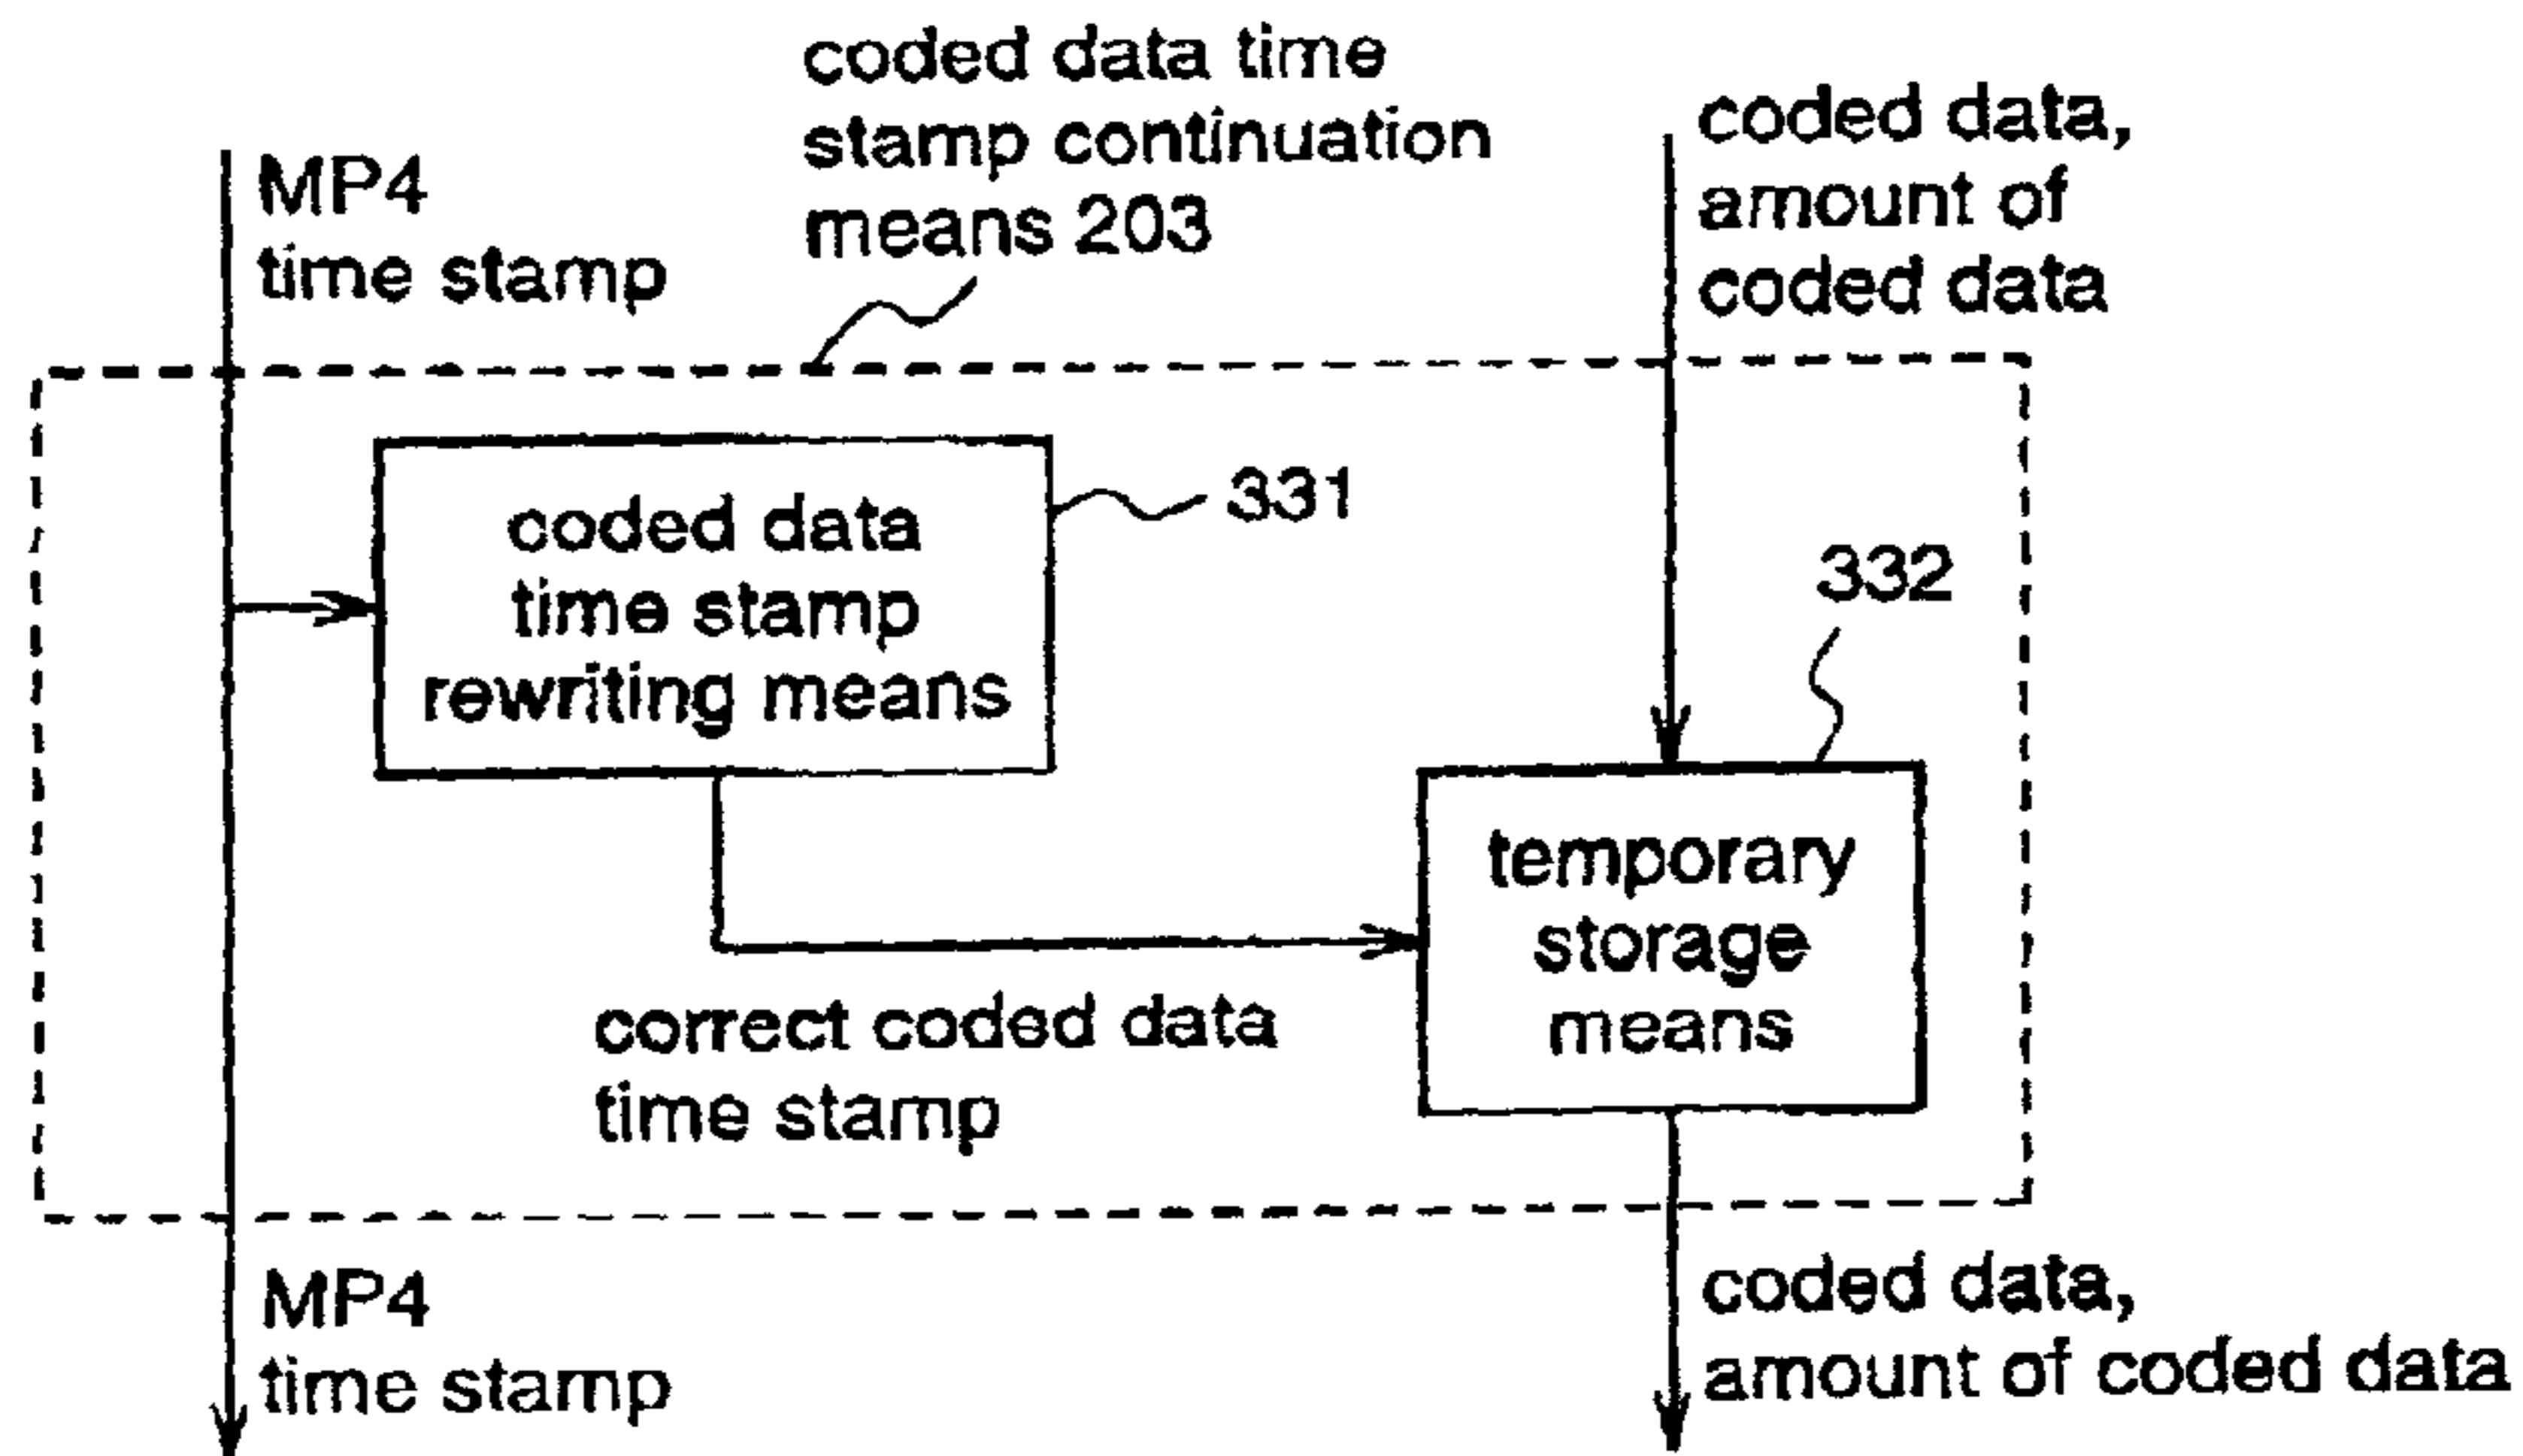 coded data time
stamp continuation
means 203
MP4
time stamp
coded data,
amount of
coded data
coded data
time stamp
rewriting means
331
332
temporary
storage
means
correct coded data
time stamp
MP4
time stamp
coded data,
amount of coded data